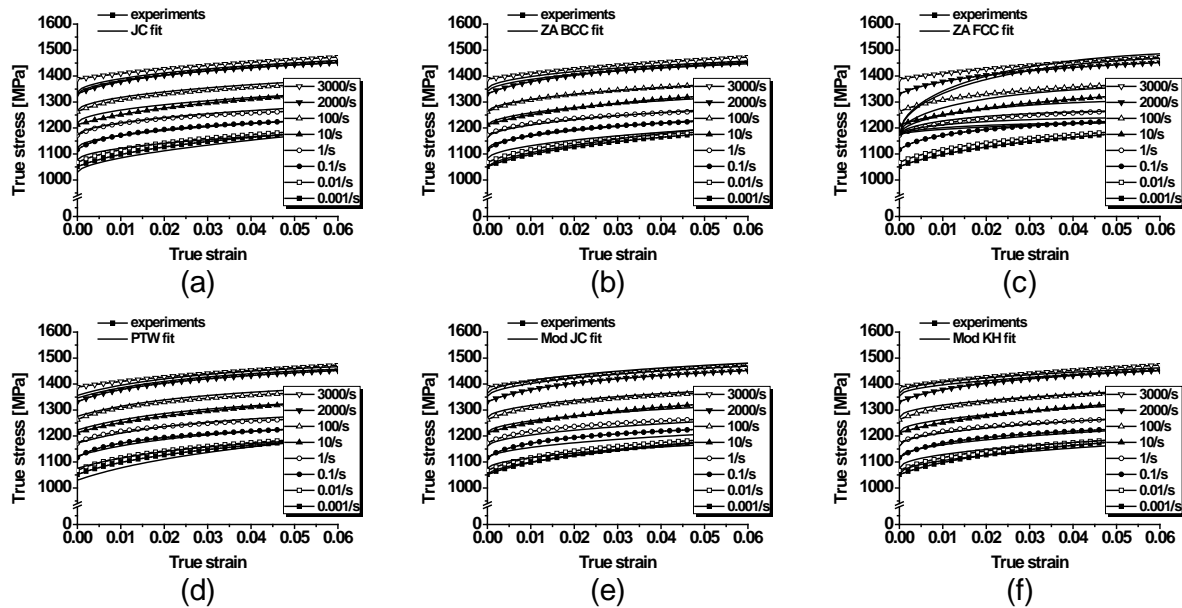 experiments
JC fit
1600
1500
1400
1300
1200
1100
1000
0
True stress [MPa]
3000/s
2000/s
100/s
10/s
1/s
0.1/s
0.01/s
0.001/s
0.00 0.01 0.02 0.03 0.04 0.05 0.06
True strain
(a)
experiments
ZA BCC fit
1600
1500
1400
1300
1200
1100
1000
0
True stress [MPa]
3000/s
2000/s
100/s
10/s
1/s
0.1/s
0.01/s
0.001/s
0.00 0.01 0.02 0.03 0.04 0.05 0.06
True strain
(b)
experiments
ZA FCC fit
1600
1500
1400
1300
1200
1100
1000
0
True stress [MPa]
3000/s
2000/s
100/s
10/s
1/s
0.1/s
0.01/s
0.001/s
0.00 0.01 0.02 0.03 0.04 0.05 0.06
True strain
(c)
experiments
PTW fit
1600
1500
1400
1300
1200
1100
1000
0
True stress [MPa]
3000/s
2000/s
100/s
10/s
1/s
0.1/s
0.01/s
0.001/s
0.00 0.01 0.02 0.03 0.04 0.05 0.06
True strain
(d)
experiments
Mod JC fit
1600
1500
1400
1300
1200
1100
1000
0
True stress [MPa]
3000/s
2000/s
100/s
10/s
1/s
0.1/s
0.01/s
0.001/s
0.00 0.01 0.02 0.03 0.04 0.05 0.06
True strain
(e)
experiments
Mod KH fit
1600
1500
1400
1300
1200
1100
1000
0
True stress [MPa]
3000/s
2000/s
100/s
10/s
1/s
0.1/s
0.01/s
0.001/s
0.00 0.01 0.02 0.03 0.04 0.05 0.06
True strain
(f)